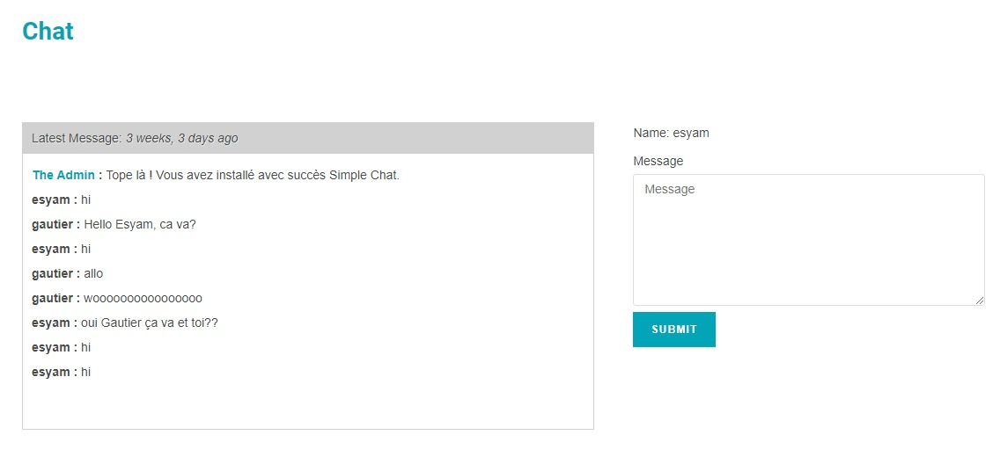 Chat
Latest Message: 3 weeks, 3 days ago
The Admin : Tope là ! Vous avez installé avec succès Simple Chat.
esyam : hi
gautier : Hello Esyam, ca va?
esyam : hi
gautier : allo
gautier : woooooooooooooooo
esyam : oui Gautier ça va et toi??
esyam : hi
esyam : hi
Name: esyam
Message
Message
SUBMIT